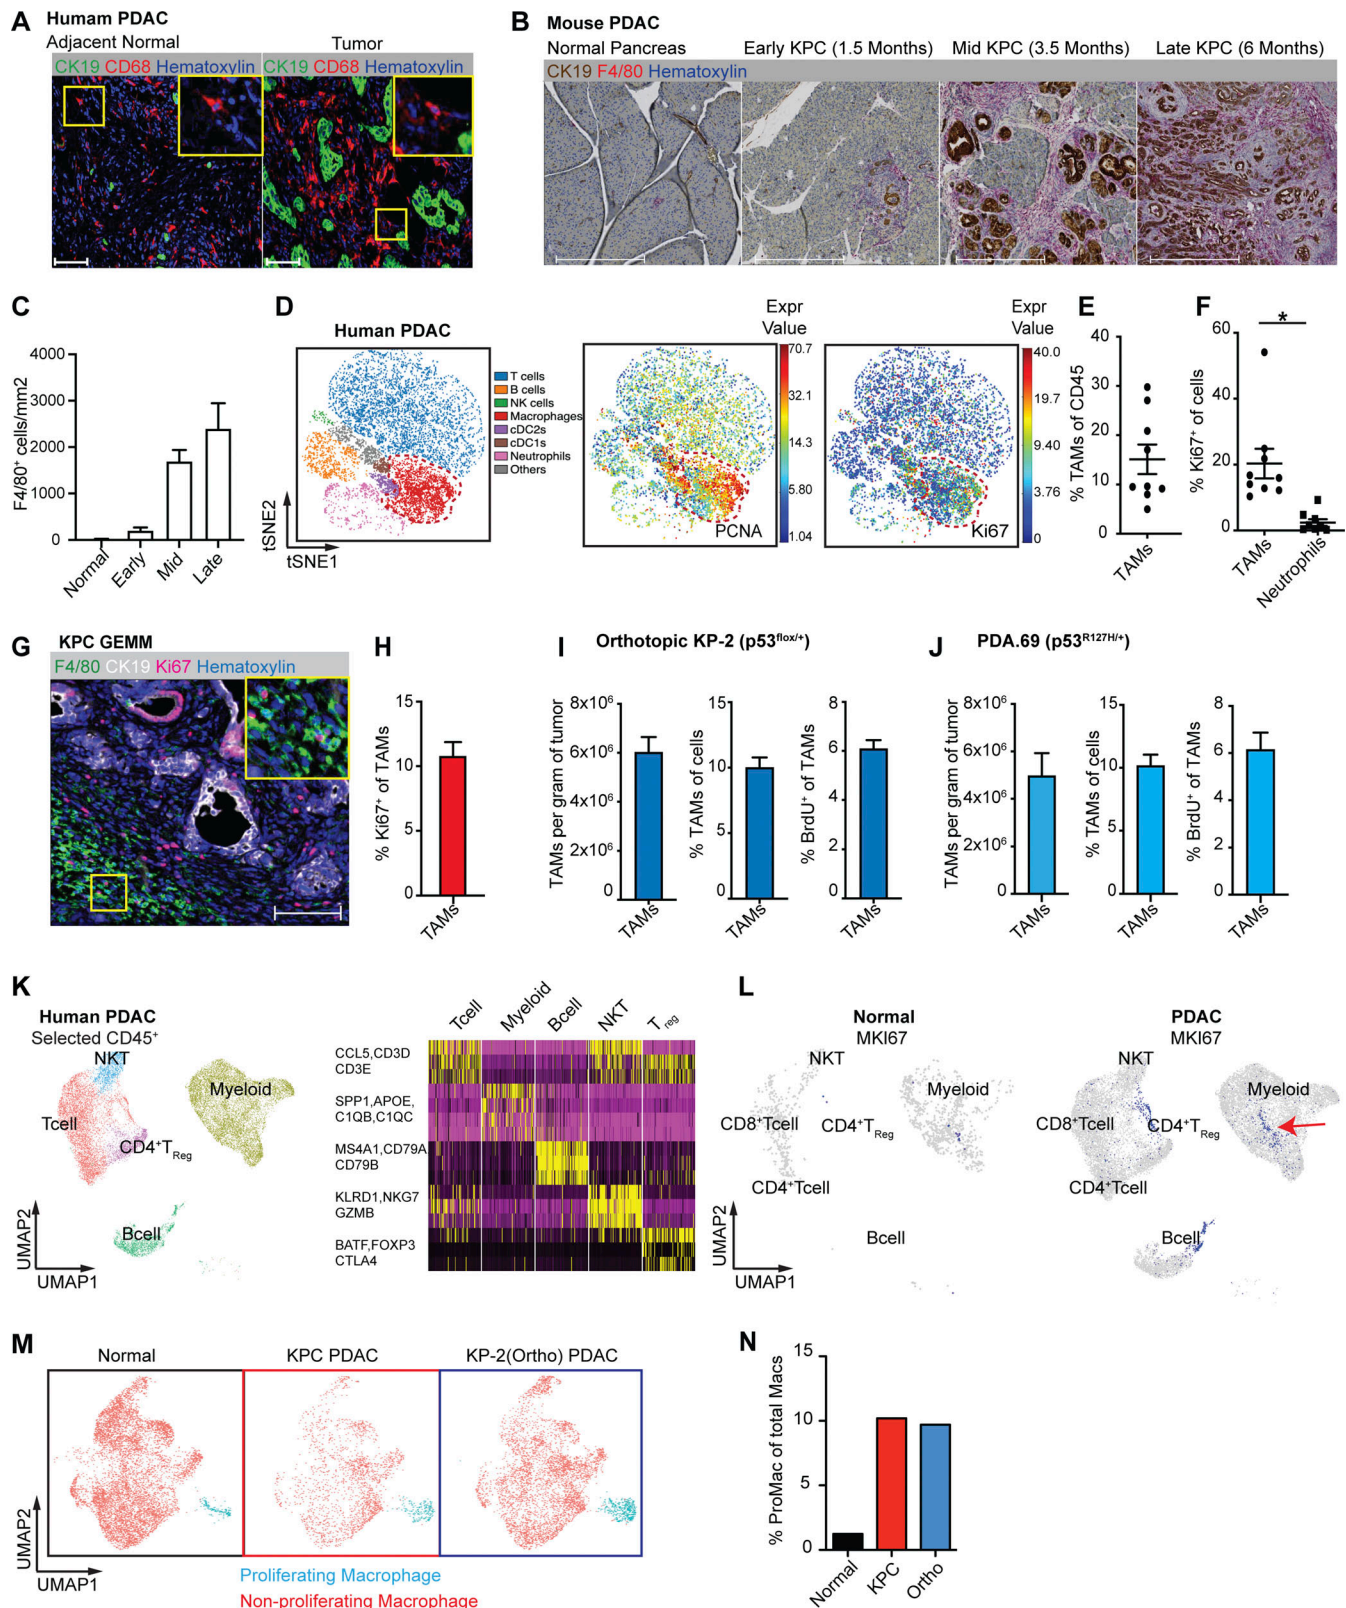 A Human PDAC
Adjacent Normal
Tumor
CK19 CD68 Hematoxylin
CK19 CD68 Hematoxylin
B Mouse PDAC
Normal Pancreas
Early KPC (1.5 Months)
Mid KPC (3.5 Months)
Late KPC (6 Months)
CK19 F4/80 Hematoxylin
C
F4/80+ cells/mm2
4000
3000
2000
1000
0
Normal
Early
Mid
Late
D
Human PDAC
tSNE2
tSNE1
T cells
B cells
NK cells
Macrophages
cDC2s
cDC1s
Neutrophils
Others
Expr
Value
70.7
32.1
14.3
5.80
1.04
PCNA
Expr
Value
40.0
19.7
9.40
3.76
0
Ki67
E
% TAMs of CD45
40
30
20
10
0
TAMs
F
% Ki67+ of cells
60
40
20
0
*
TAMs
Neutrophils
G KPC GEMM
F4/80 CK19 Ki67 Hematoxylin
H
% Ki67+ of TAMs
15
10
5
0
TAMs
I Orthotopic KP-2 (p53flox/+)
TAMs per gram of tumor
8x10⁶
6x10⁶
4x10⁶
2x10⁶
0
TAMs
% TAMs of cells
15
10
5
0
TAMs
% BrdU+ of TAMs
8
6
4
2
0
TAMs
J PDA.69 (p53R127H/+)
TAMs per gram of tumor
8x10⁶
6x10⁶
4x10⁶
2x10⁶
0
TAMs
% TAMs of cells
15
10
5
0
TAMs
% BrdU+ of TAMs
8
6
4
2
0
TAMs
K
Human PDAC
Selected CD45+
NKT
Myeloid
Tcell
CD4+TReg
Bcell
UMAP2
UMAP1
Tcell
Myeloid
Bcell
NKT
T reg
CCL5,CD3D
CD3E
SPP1,APOE,
C1QB,C1QC
MS4A1,CD79A
CD79B
KLRD1,NKG7
GZMB
BATF,FOXP3
CTLA4
L
Normal
MKI67
NKT
Myeloid
CD8+Tcell
CD4+TReg
CD4+Tcell
Bcell
UMAP2
UMAP1
PDAC
MKI67
NKT
Myeloid
CD8+Tcell
CD4+TReg
CD4+Tcell
Bcell
M
Normal
KPC PDAC
KP-2(Ortho) PDAC
UMAP2
UMAP1
Proliferating Macrophage
Non-proliferating Macrophage
N
% ProMac of total Macs
15
10
5
0
Normal
KPC
Ortho